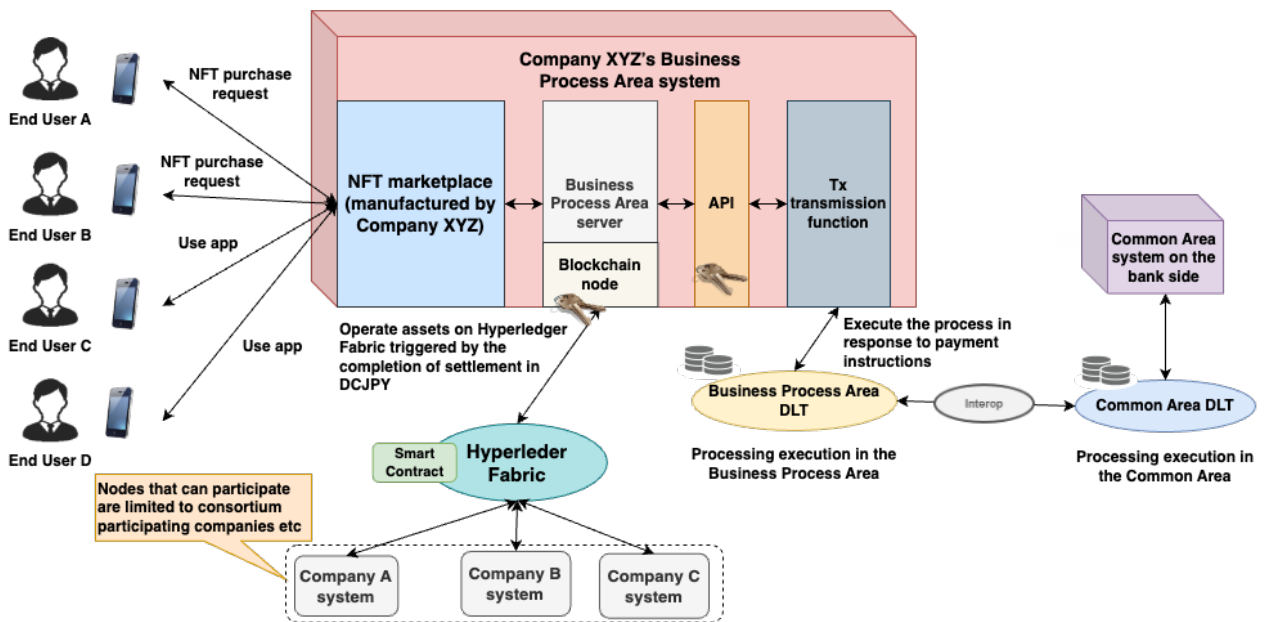 Company XYZ's Business
Process Area system
NFT purchase
request
End User A
NFT purchase
request
End User B
Use app
End User C
Use app
End User D
NFT marketplace
(manufactured by
Company XYZ)
Business
Process Area
server
Blockchain
node
API
Tx
transmission
function
Common Area
system on the
bank side
Operate assets on Hyperledger
Fabric triggered by the
completion of settlement in
DCJPY
Execute the process in
response to payment
instructions
Business Process Area
DLT
Interop
Common Area DLT
Processing execution in
the Business Process Area
Processing execution in
the Common Area
Smart
Contract
Hyperleder
Fabric
Nodes that can participate
are limited to consortium
participating companies etc
Company A
system
Company B
system
Company C
system